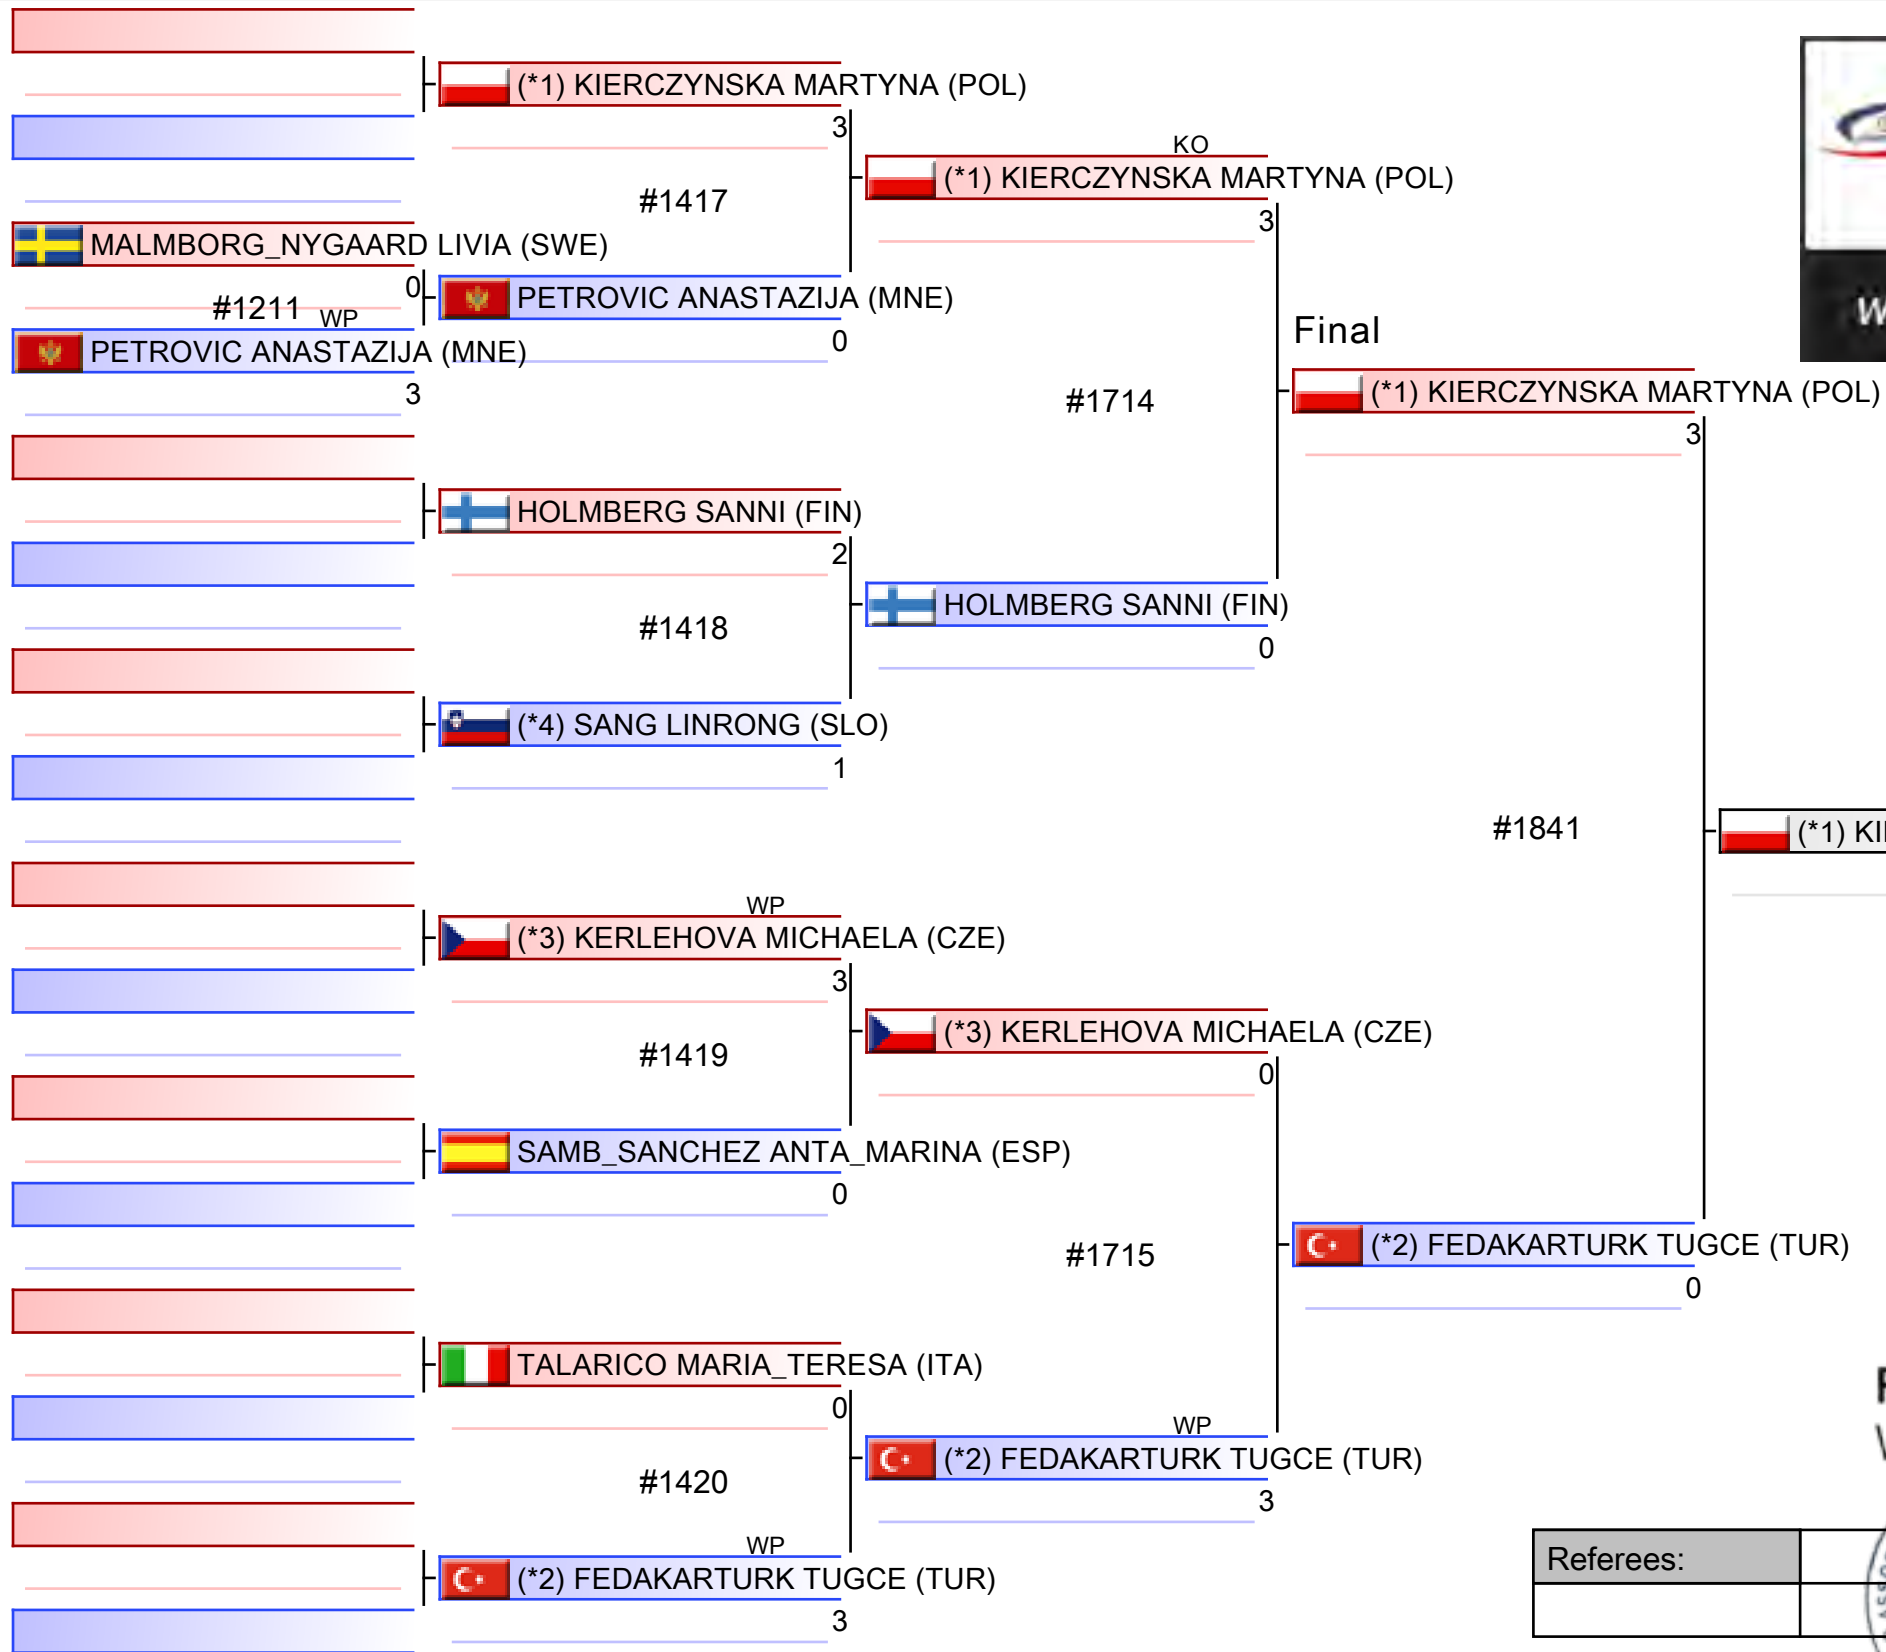 (*1) KIERCZYNSKA MARTYNA (POL)
3
KO
(*1) KIERCZYNSKA MARTYNA (POL)
3
#1417
MALMBORG_NYGAARD LIVIA (SWE)
0
#1211 WP
PETROVIC ANASTAZIJA (MNE)
0
PETROVIC ANASTAZIJA (MNE)
3
Final
(*1) KIERCZYNSKA MARTYNA (POL)
3
#1714
HOLMBERG SANNI (FIN)
2
#1418
HOLMBERG SANNI (FIN)
0
(*4) SANG LINRONG (SLO)
1
#1841
(*1) KI
WP
(*3) KERLEHOVA MICHAELA (CZE)
3
(*3) KERLEHOVA MICHAELA (CZE)
0
#1419
SAMB_SANCHEZ ANTA_MARINA (ESP)
0
#1715
(*2) FEDAKARTURK TUGCE (TUR)
0
TALARICO MARIA_TERESA (ITA)
0
WP
(*2) FEDAKARTURK TUGCE (TUR)
3
#1420
WP
(*2) FEDAKARTURK TUGCE (TUR)
3
Referees: